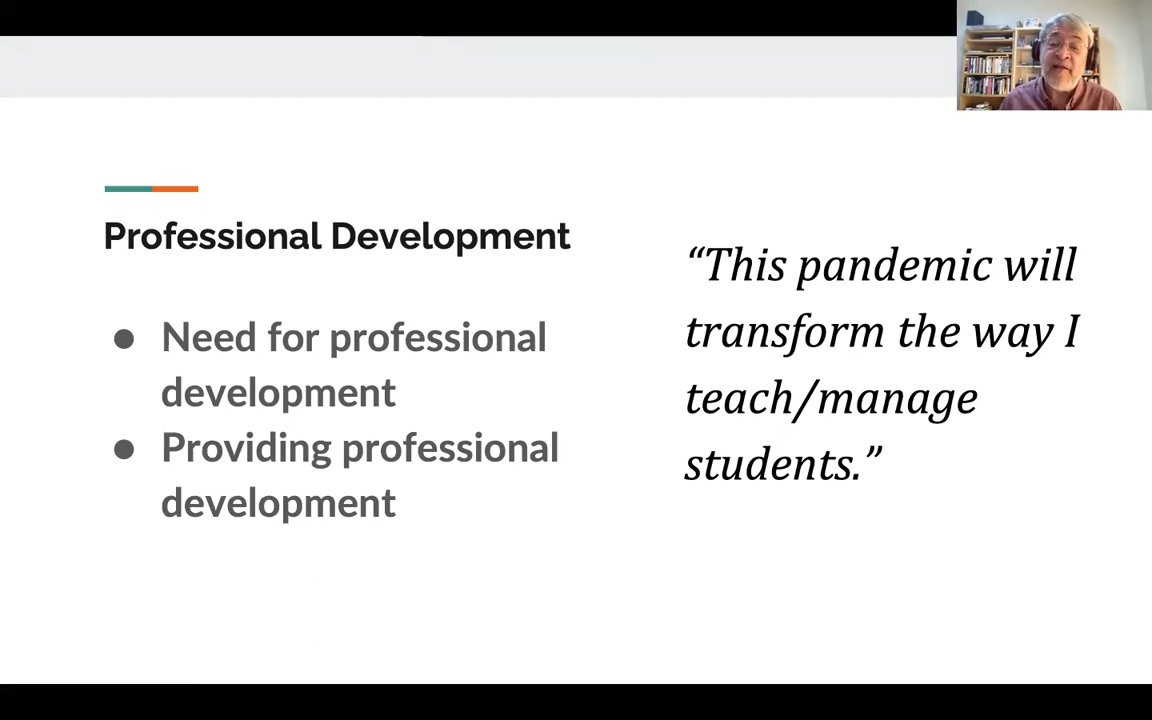 Professional Development
● Need for professional
development
● Providing professional
development
“This pandemic will
transform the way I
teach/manage
students.”